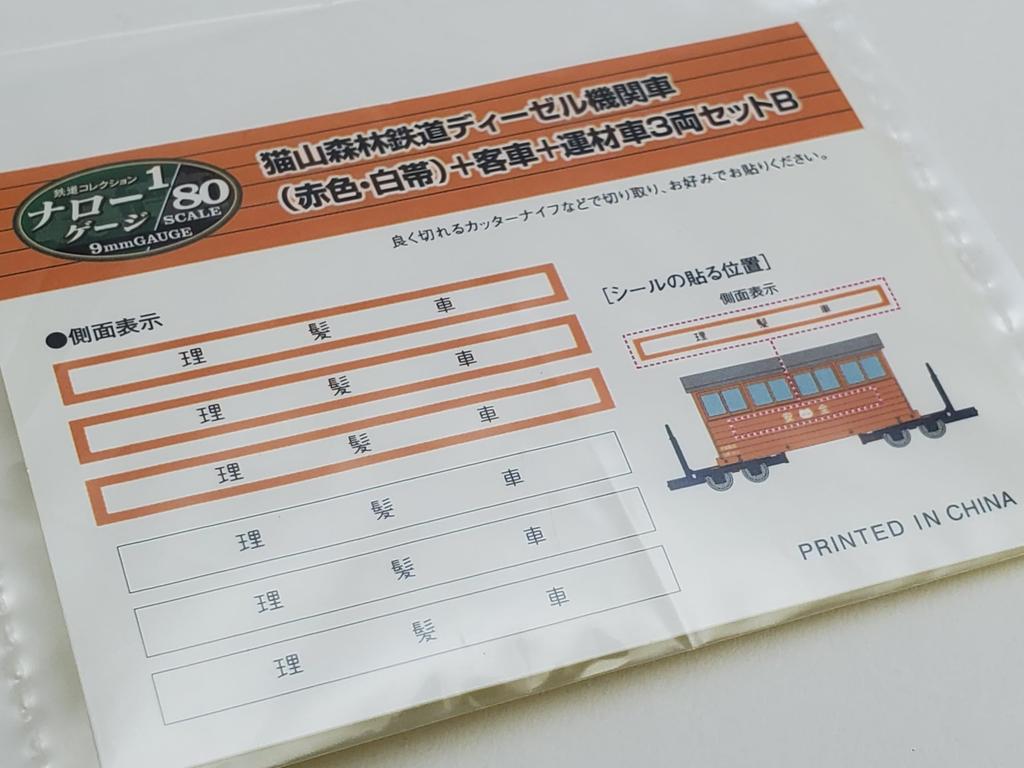 猫山森林鉄道ディーゼル機関車
(赤色・白帯)+客車+運材車3両セットB
鉄道コレクション
ナロー
ゲージ
1/80
SCALE
9mmGAUGE
良く切れるカッターナイフなどで切り取り、お好みでお貼りください。
●側面表示
理 髪 車
理 髪 車
理 髪 車
理 髪 車
理 髪 車
理 髪 車
[シールの貼る位置]
側面表示
理 髪 車
安 全
PRINTED IN CHINA